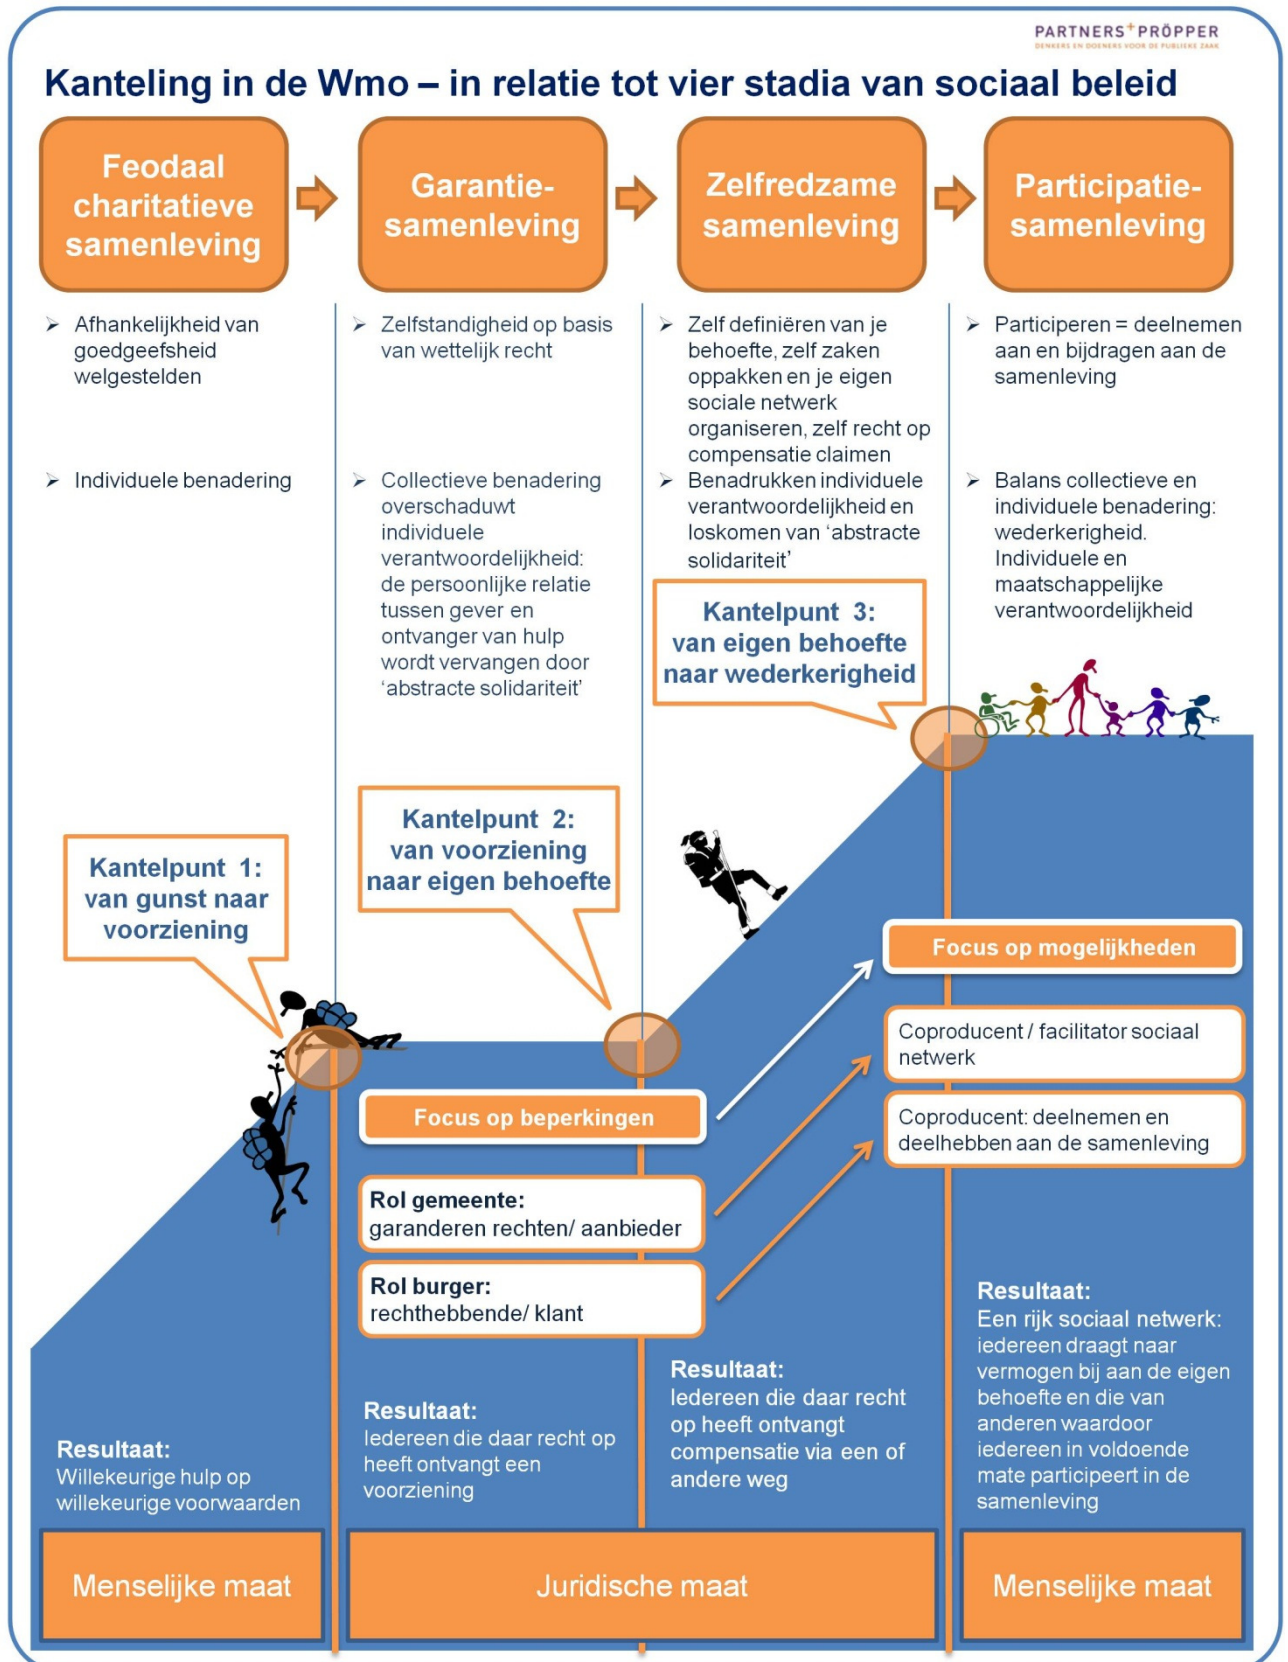 PARTNERS+PRÖPPER
DENKERS EN DOENERS VOOR DE PUBLIEKE ZAAK
Kanteling in de Wmo – in relatie tot vier stadia van sociaal beleid
Feodaal
charitatieve
samenleving
Garantie-
samenleving
Zelfredzame
samenleving
Participatie-
samenleving
Afhankelijkheid van
goedgeefsheid
welgestelden
Individuele benadering
Zelfstandigheid op basis
van wettelijk recht
Collectieve benadering
overschaduwt
individuele
verantwoordelijkheid:
de persoonlijke relatie
tussen gever en
ontvanger van hulp
wordt vervangen door
‘abstracte solidariteit’
Zelf definiëren van je
behoefte, zelf zaken
oppakken en je eigen
sociale netwerk
organiseren, zelf recht op
compensatie claimen
Benadrukken individuele
verantwoordelijkheid en
loskomen van ‘abstracte
solidariteit’
Participeren = deelnemen
aan en bijdragen aan de
samenleving
Balans collectieve en
individuele benadering:
wederkerigheid.
Individuele en
maatschappelijke
verantwoordelijkheid
Kantelpunt 1:
van gunst naar
voorziening
Kantelpunt 2:
van voorziening
naar eigen behoefte
Kantelpunt 3:
van eigen behoefte
naar wederkerigheid
Focus op beperkingen
Rol gemeente:
garanderen rechten/ aanbieder
Rol burger:
rechthebbende/ klant
Focus op mogelijkheden
Coproducent / facilitator sociaal
netwerk
Coproducent: deelnemen en
deelhebben aan de samenleving
Resultaat:
Willekeurige hulp op
willekeurige voorwaarden
Resultaat:
Iedereen die daar recht op
heeft ontvangt een
voorziening
Resultaat:
Iedereen die daar recht
op heeft ontvangt
compensatie via een of
andere weg
Resultaat:
Een rijk sociaal netwerk:
iedereen draagt naar
vermogen bij aan de eigen
behoefte en die van
anderen waardoor
iedereen in voldoende
mate participeert in de
samenleving
Menselijke maat
Juridische maat
Menselijke maat